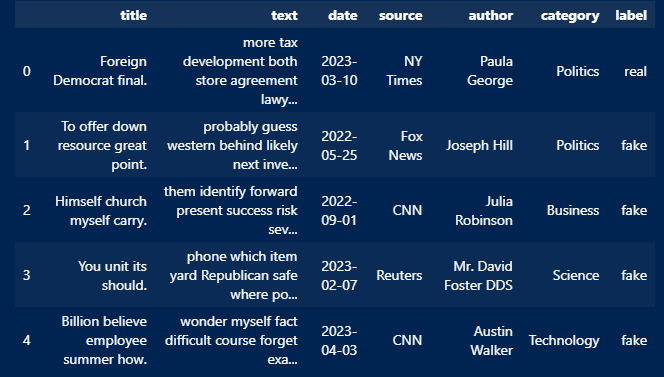 title text date source author category label
0 Foreign Democrat final. more tax development both store agreement lawy... 2023-03-10 NY Times Paula George Politics real
1 To offer down resource great point. probably guess western behind likely next inve... 2022-05-25 Fox News Joseph Hill Politics fake
2 Himself church myself carry. them identify forward present success risk sev... 2022-09-01 CNN Julia Robinson Business fake
3 You unit its should. phone which item yard Republican safe where po... 2023-02-07 Reuters Mr. David Foster DDS Science fake
4 Billion believe employee summer how. wonder myself fact difficult course forget exa... 2023-04-03 CNN Austin Walker Technology fake